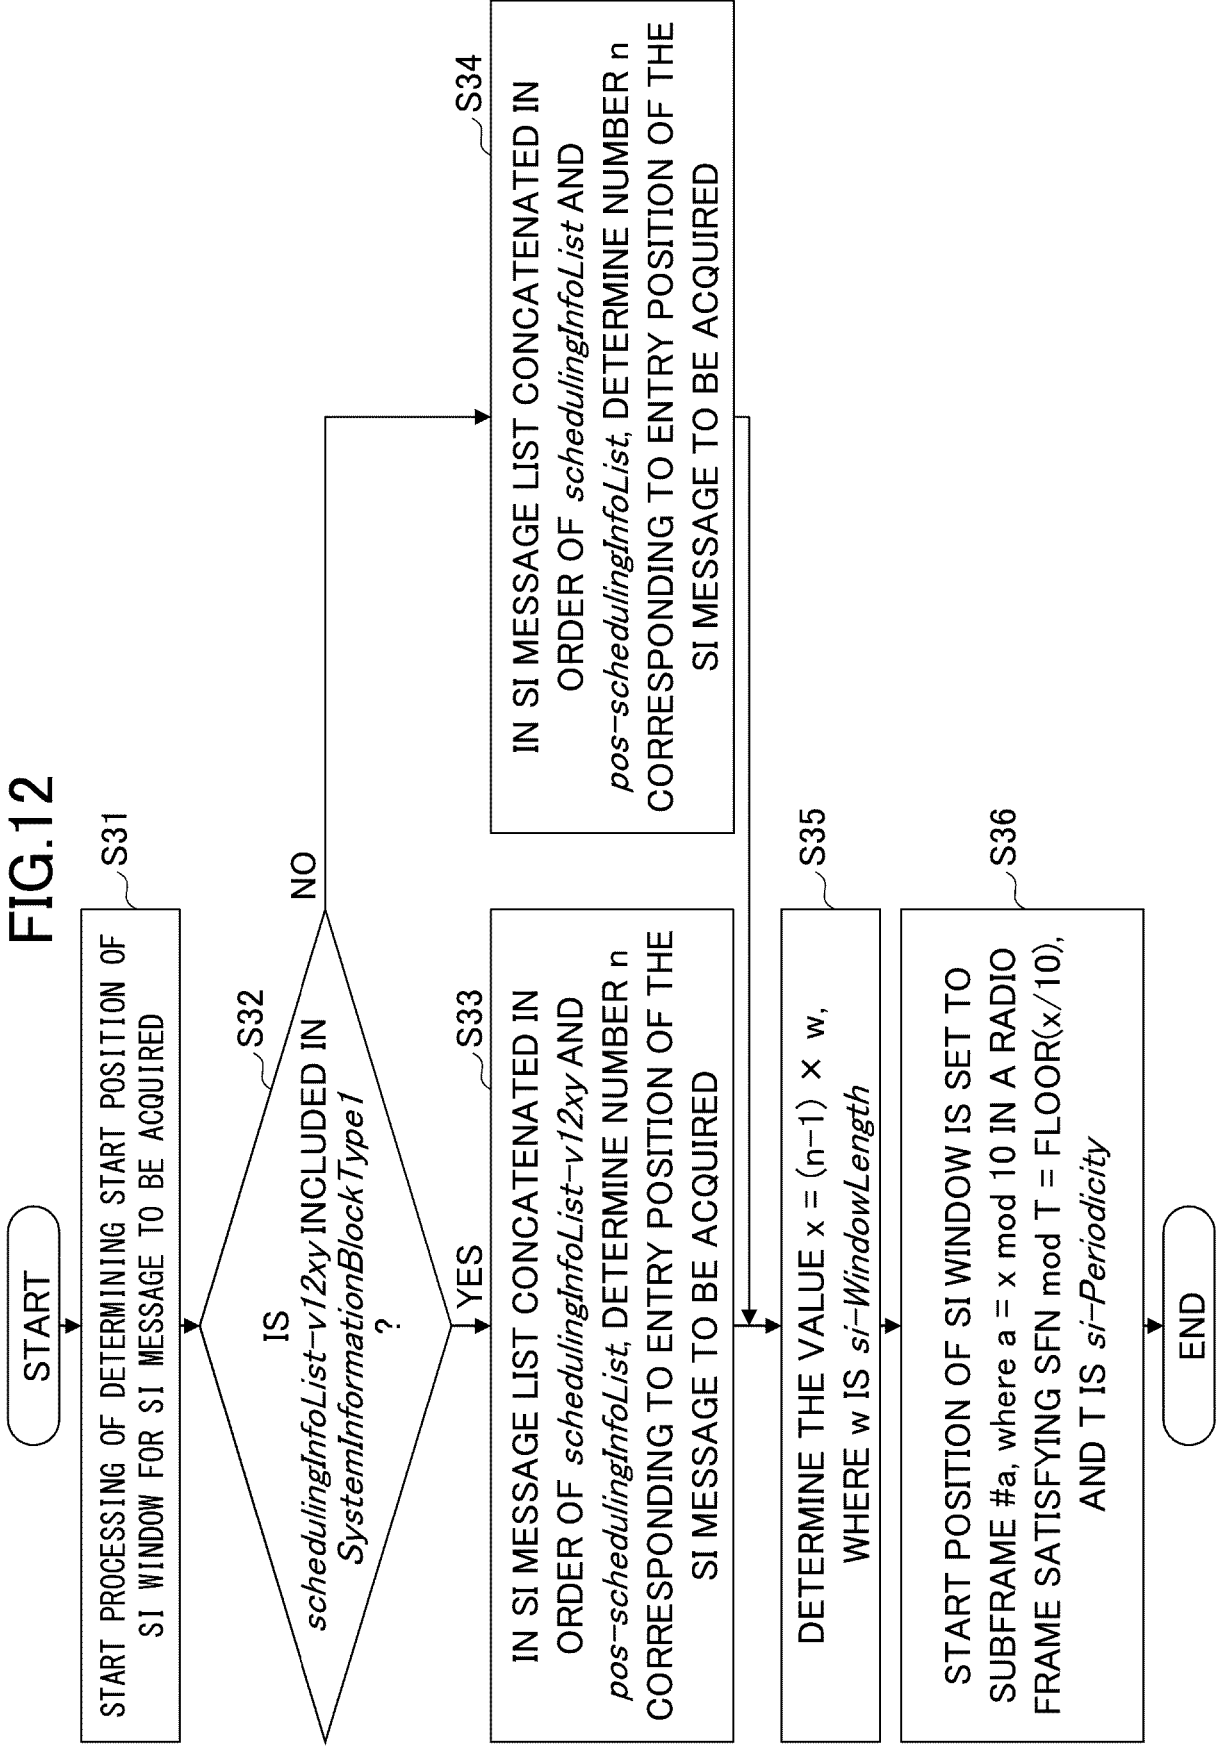 FIG.12
START
START PROCESSING OF DETERMINING START POSITION OF
SI WINDOW FOR SI MESSAGE TO BE ACQUIRED
S31
IS
schedulingInfoList-v12xy INCLUDED IN
SystemInformationBlockType1
?
S32
NO
YES
IN SI MESSAGE LIST CONCATENATED IN
ORDER OF schedulingInfoList-v12xy AND
pos-schedulingInfoList, DETERMINE NUMBER n
CORRESPONDING TO ENTRY POSITION OF THE
SI MESSAGE TO BE ACQUIRED
S33
IN SI MESSAGE LIST CONCATENATED IN
ORDER OF schedulingInfoList AND
pos-schedulingInfoList, DETERMINE NUMBER n
CORRESPONDING TO ENTRY POSITION OF THE
SI MESSAGE TO BE ACQUIRED
S34
DETERMINE THE VALUE x = (n-1) × w,
WHERE w IS si-WindowLength
S35
START POSITION OF SI WINDOW IS SET TO
SUBFRAME #a, where a = x mod 10 IN A RADIO
FRAME SATISFYING SFN mod T = FLOOR(x/10),
AND T IS si-Periodicity
S36
END